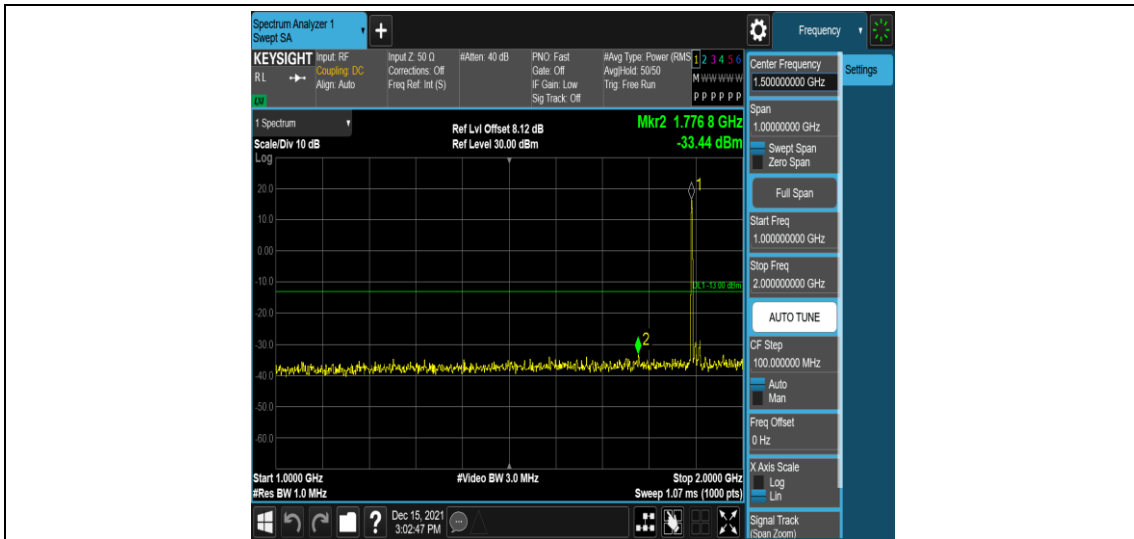 Spectrum Analyzer 1
Swept SA
+
Frequency
KEYSIGHT
RL
LXI
Input: RF
Coupling: DC
Align: Auto
Input Z: 50 Ω
Corrections: Off
Freq Ref: Int (S)
#Atten: 40 dB
PNO: Fast
Gate: Off
IF Gain: Low
Sig Track: Off
#Avg Type: Power (RMS
Avg|Hold: 50/50
Trig: Free Run
1 2 3 4 5 6
M W W W W W
P P P P P P
1 Spectrum
Scale/Div 10 dB
Ref Lvl Offset 8.12 dB
Ref Level 30.00 dBm
Mkr2 1.776 8 GHz
-33.44 dBm
Log
20.0
10.0
0.00
-10.0
-20.0
-30.0
-40.0
-50.0
-60.0
1
DL1 -13.00 dBm
2
Start 1.0000 GHz
#Res BW 1.0 MHz
#Video BW 3.0 MHz
Stop 2.0000 GHz
Sweep 1.07 ms (1000 pts)
Center Frequency
1.500000000 GHz
Settings
Span
1.00000000 GHz
Swept Span
Zero Span
Full Span
Start Freq
1.000000000 GHz
Stop Freq
2.000000000 GHz
AUTO TUNE
CF Step
100.000000 MHz
Auto
Man
Freq Offset
0 Hz
X Axis Scale
Log
Lin
Signal Track
(Span Zoom)
?
Dec 15, 2021
3:02:47 PM